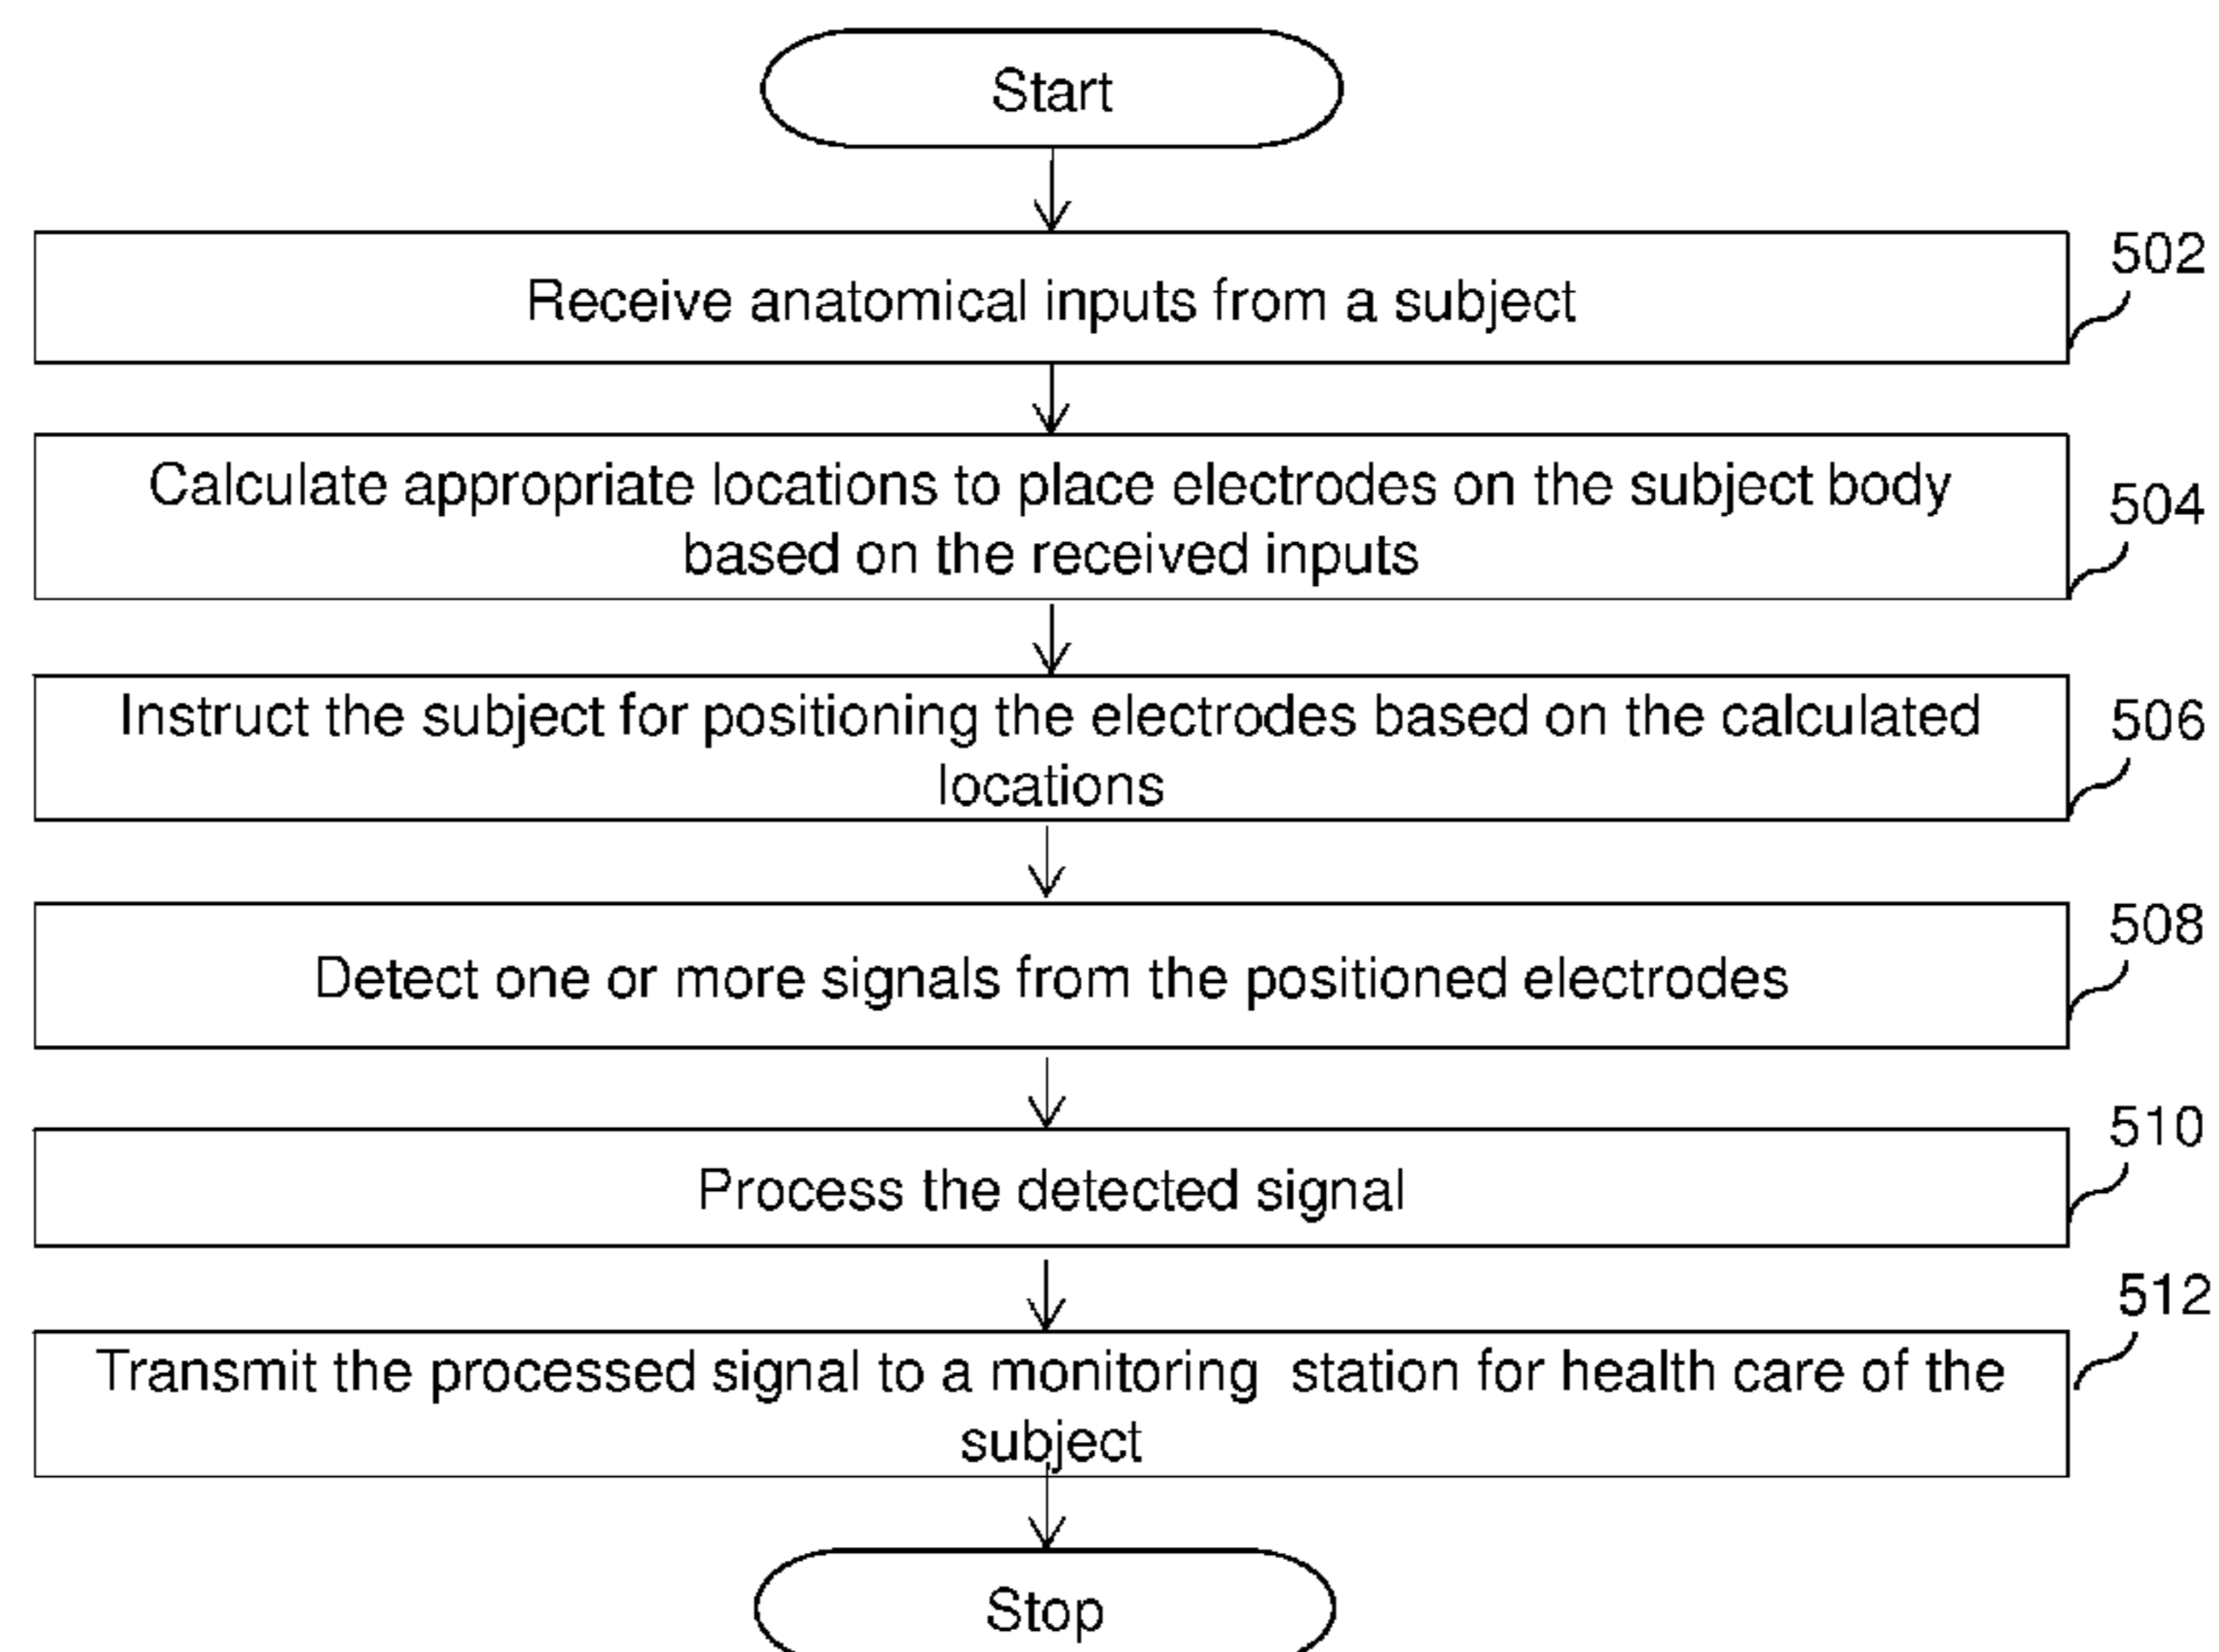 Start
502
Receive anatomical inputs from a subject
Calculate appropriate locations to place electrodes on the subject body
504
based on the received inputs
Instruct the subject for positioning the electrodes based on the calculated
506
locations
508
Detect one or more signals from the positioned electrodes
510
Process the detected signal
512
Transmit the processed signal to a monitoring station for health care of the
subject
Stop